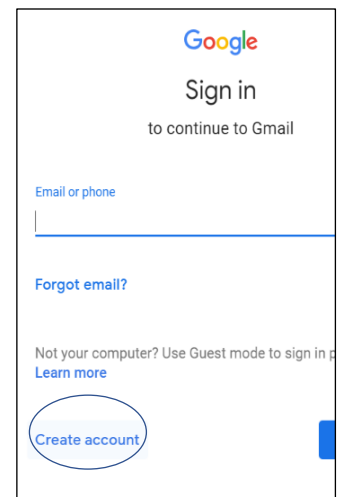 Google
Sign in
to continue to Gmail
Email or phone
Forgot email?
Not your computer? Use Guest mode to sign in
Learn more
Create account